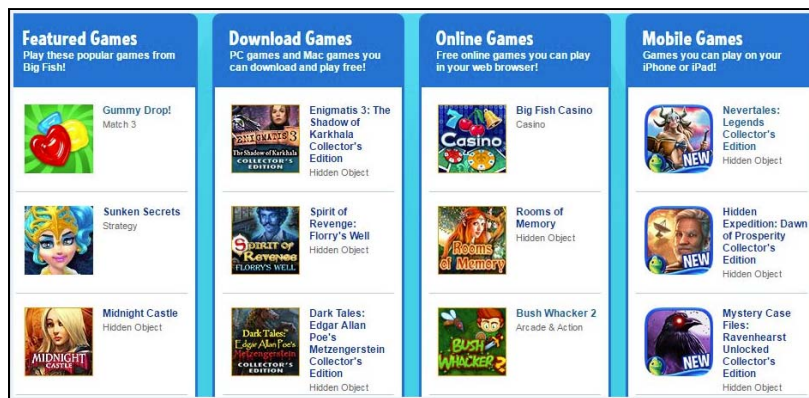 Featured Games
Play these popular games from
Big Fish!
Gummy Drop!
Match 3
Sunken Secrets
Strategy
MIDNIGHT
CASTLE
Midnight Castle
Hidden Object
Download Games
PC games and Mac games you
can download and play free!
ENIGMATIS 3
The Shadow of Karkhala
COLLECTOR'S
EDITION
Enigmatis 3: The
Shadow of
Karkhala
Collector's
Edition
Hidden Object
SPIRIT OF
REVENGE
FLORRY'S WELL
Spirit of
Revenge:
Florry's Well
Hidden Object
Dark Tales:
Edgar Allan Poe's
Metzengerstein
COLLECTOR'S
EDITION
Dark Tales:
Edgar Allan
Poe's
Metzengerstein
Collector's
Edition
Hidden Object
Online Games
Free online games you can play
in your web browser!
7
Casino
Big Fish Casino
Casino
Rooms
of Memory
Rooms of
Memory
Hidden Object
BUSH
WHACKER 2
Bush Whacker 2
Arcade & Action
Mobile Games
Games you can play on your
iPhone or iPad!
NEW
Nevertales:
Legends
Collector's
Edition
Hidden Object
NEW
Hidden
Expedition: Dawn
of Prosperity
Collector's
Edition
Hidden Object
NEW
Mystery Case
Files:
Ravenhearst
Unlocked
Collector's
Edition
Hidden Object